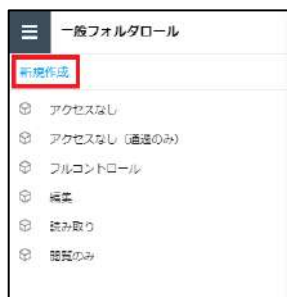 一般フォルダロール
新規作成
アクセスなし
アクセスなし（通過のみ）
フルコントロール
編集
読み取り
閲覧のみ